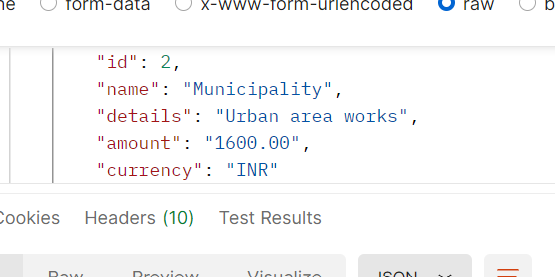 form-data x-www-form-urlencoded raw
"id": 2,
"name": "Municipality",
"details": "Urban area works",
"amount": "1600.00",
"currency": "INR"
Cookies Headers (10) Test Results
Raw Preview Visualize JSON